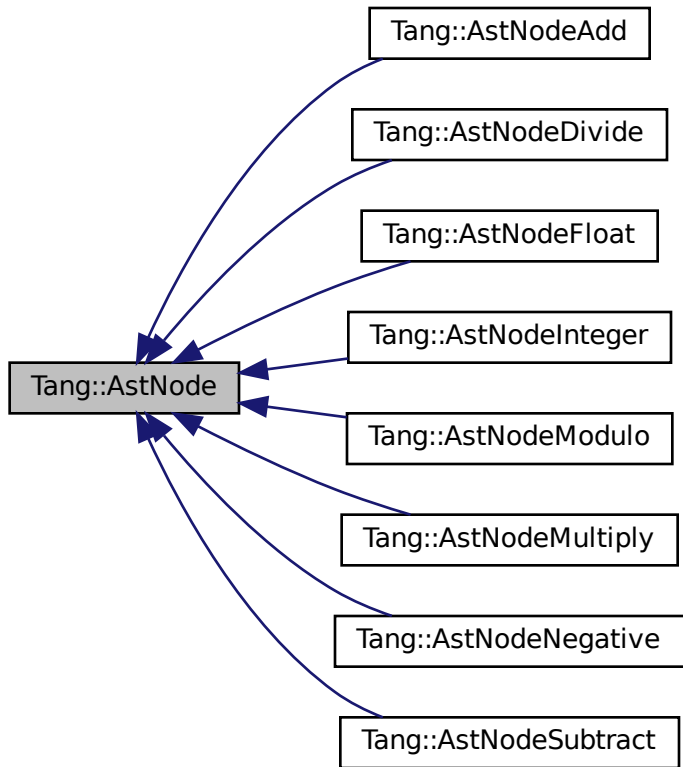 Tang::AstNodeAdd
Tang::AstNodeDivide
Tang::AstNodeFloat
Tang::AstNodeInteger
Tang::AstNode
Tang::AstNodeModulo
Tang::AstNodeMultiply
Tang::AstNodeNegative
Tang::AstNodeSubtract